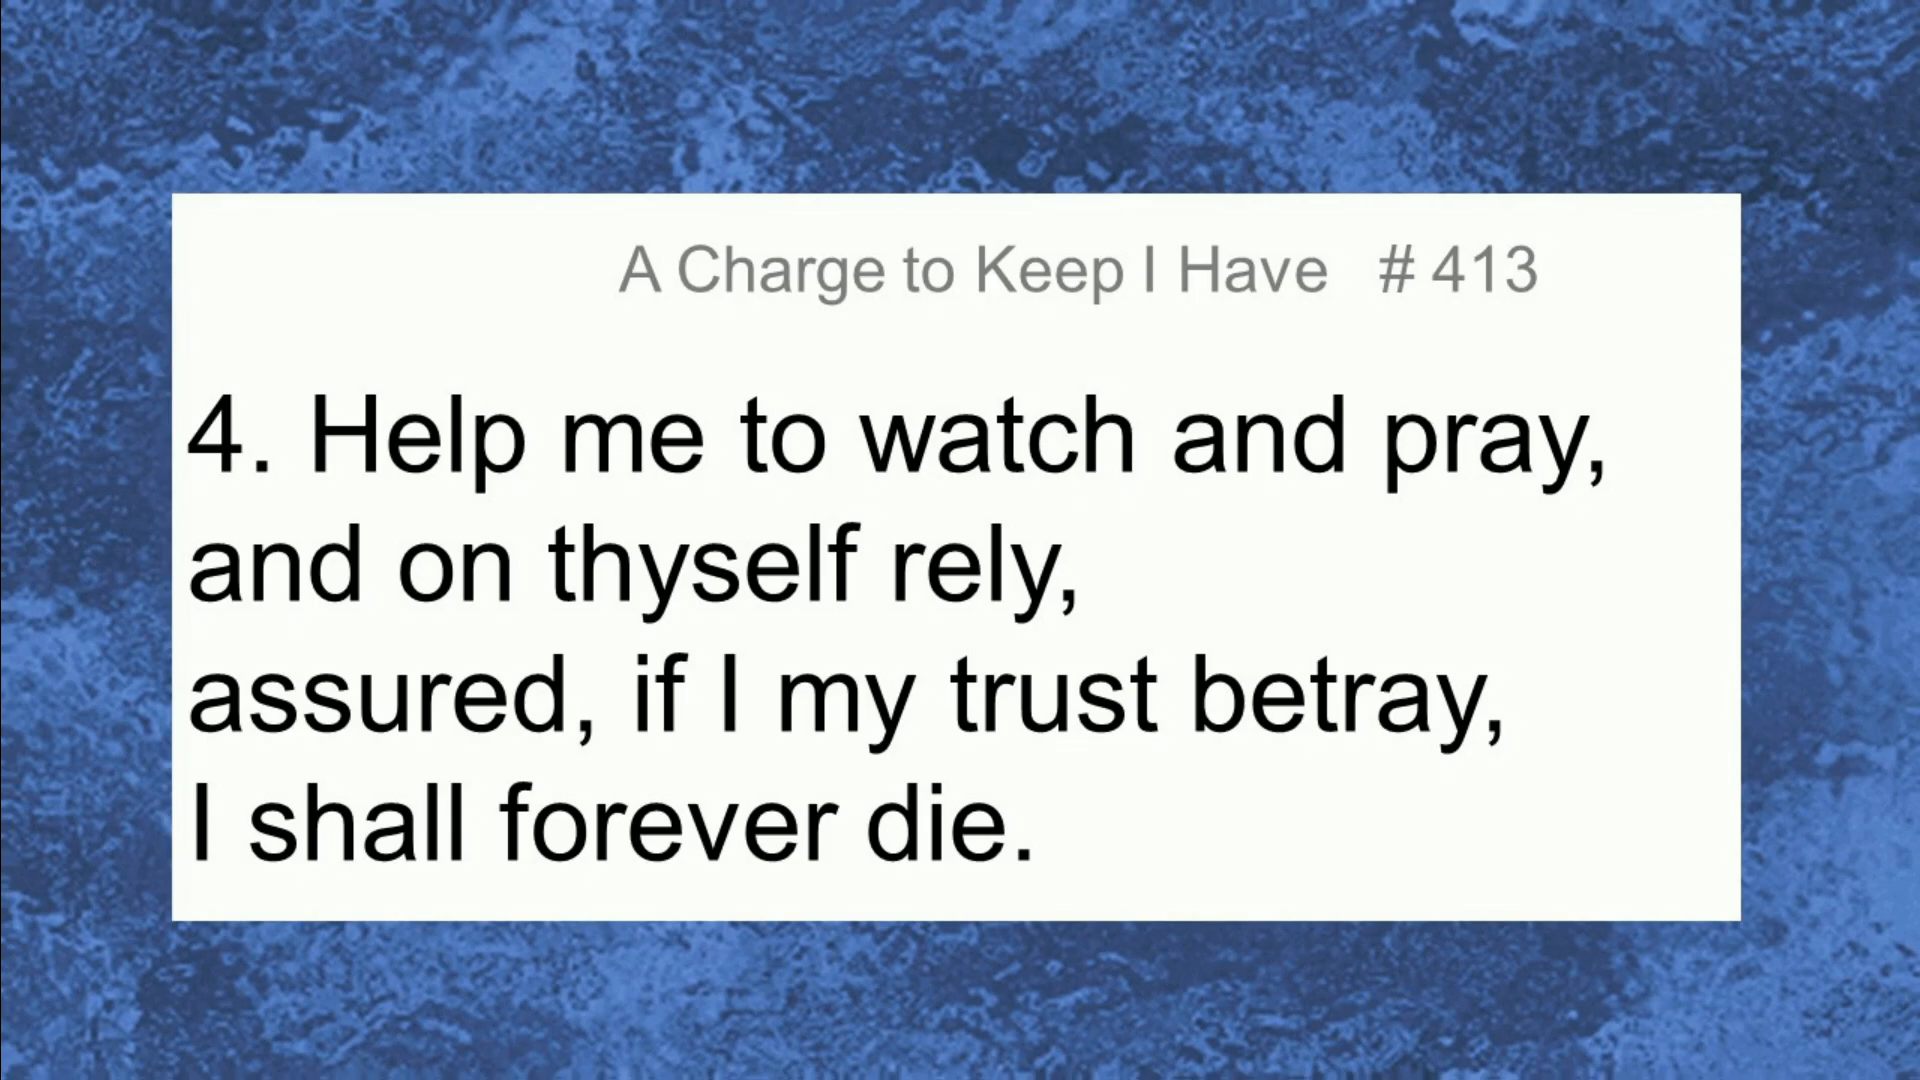 A Charge to Keep I Have # 413
4. Help me to watch and pray,
and on thyself rely,
assured, if I my trust betray,
I shall forever die.